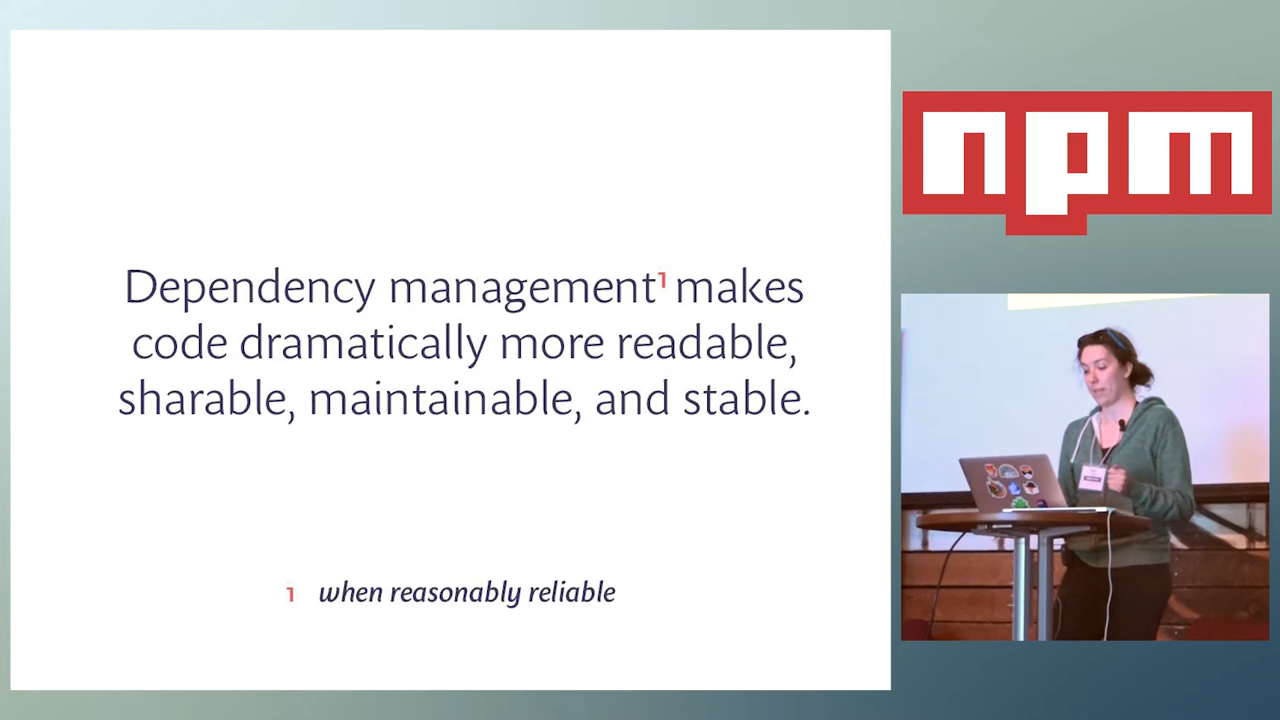 Dependency management¹ makes
code dramatically more readable,
sharable, maintainable, and stable.
1 when reasonably reliable
npm